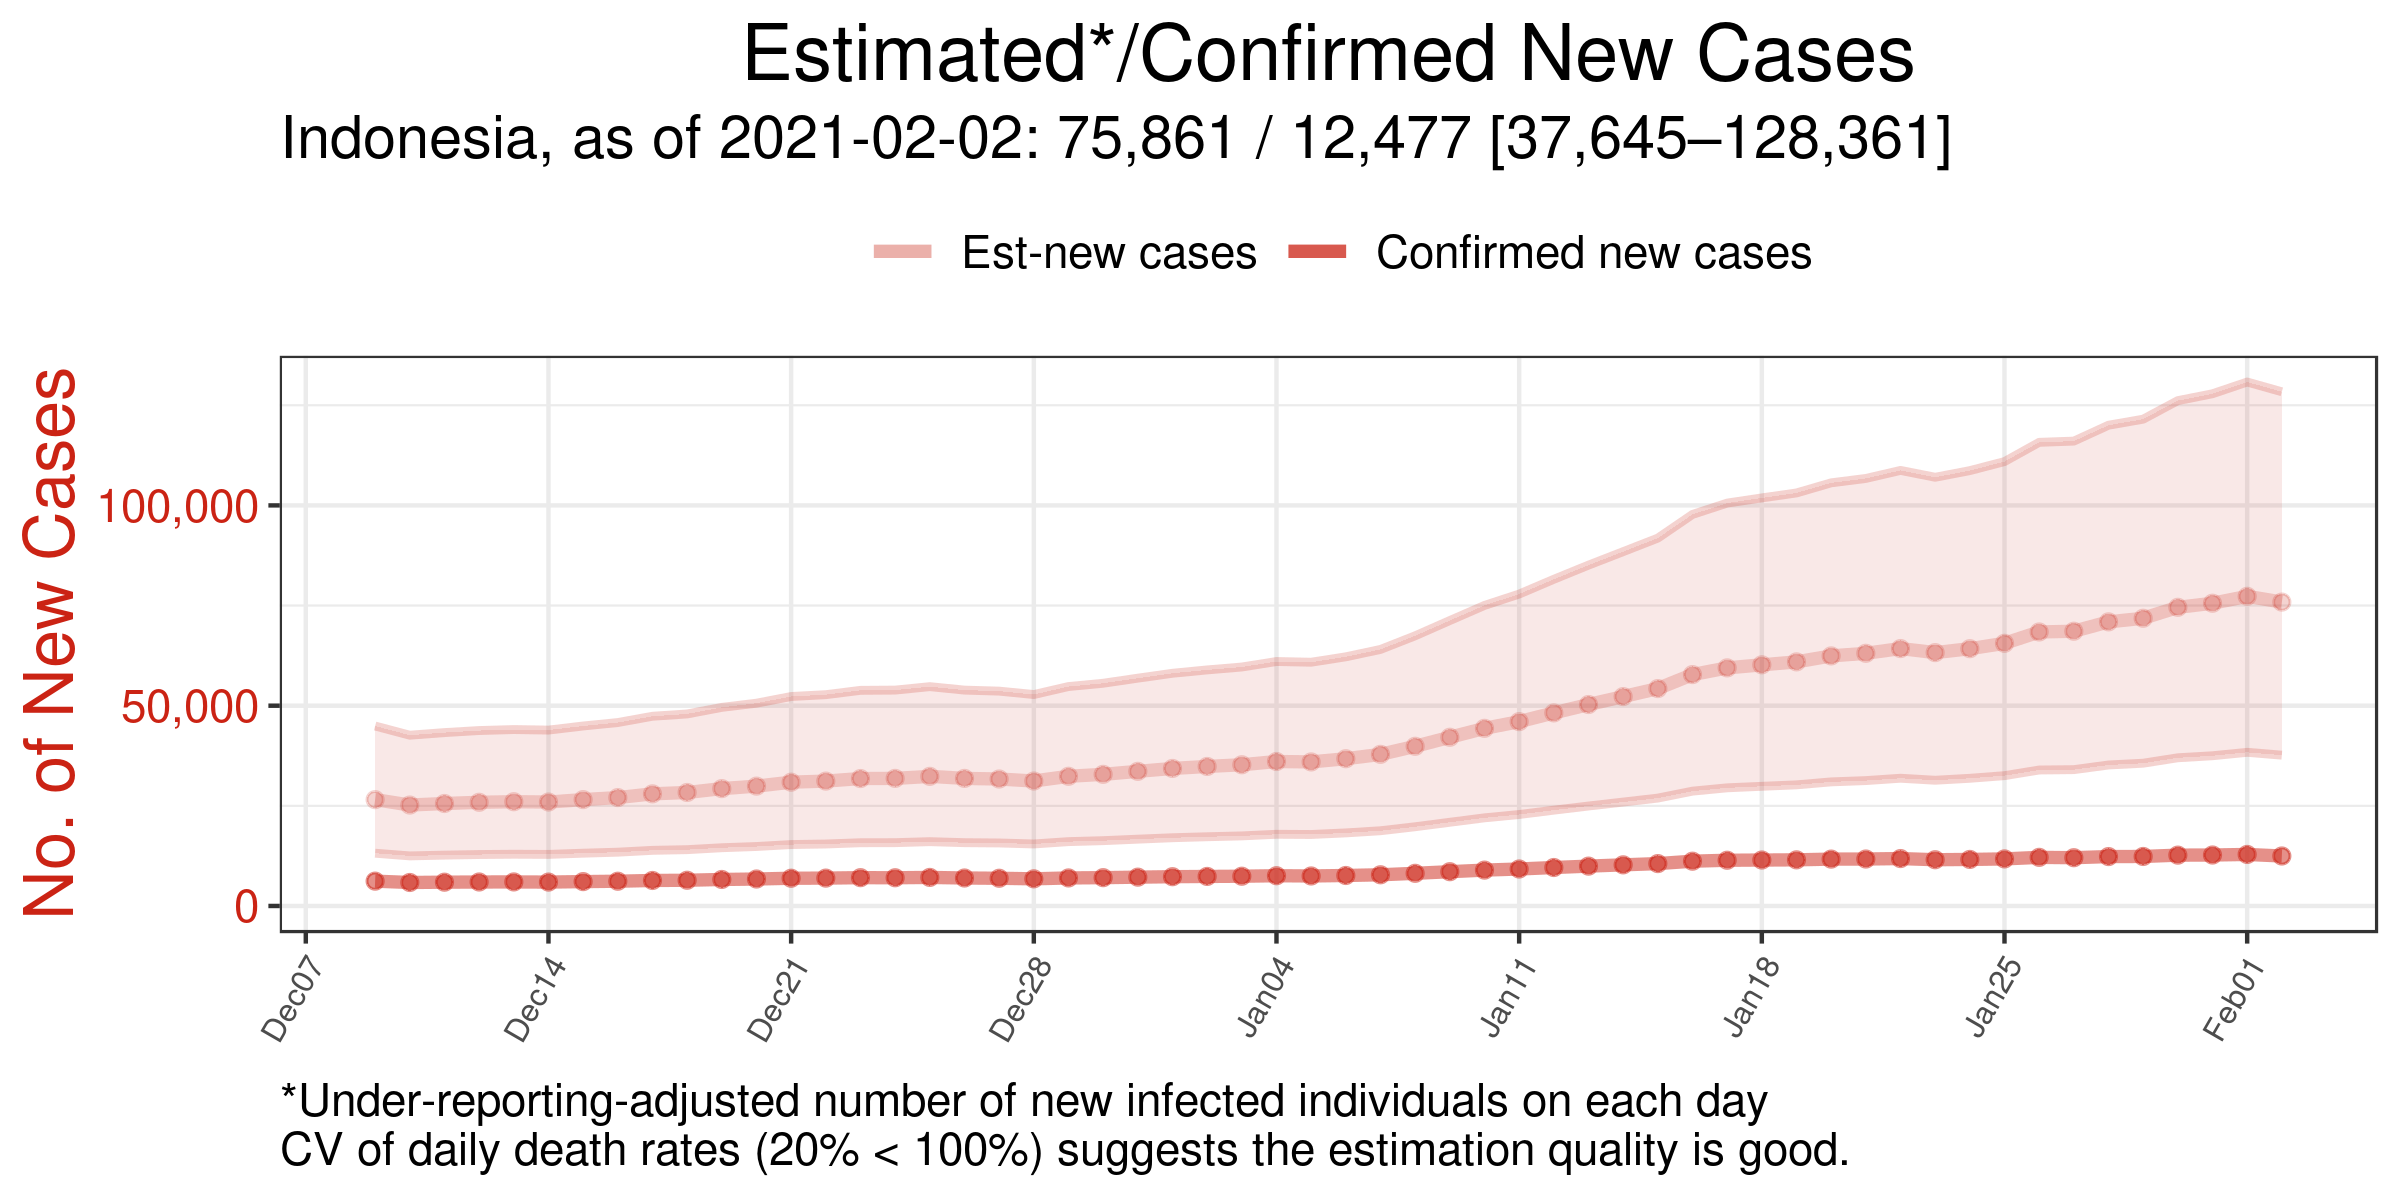 Estimated*/Confirmed New Cases
Indonesia, as of 2021-02-02: 75,861 / 12,477 [37,645–128,361]
Est-new cases Confirmed new cases
No. of New Cases
100,000
50,000
0
Dec07 Dec14 Dec21 Dec28 Jan04 Jan11 Jan18 Jan25 Feb01
*Under-reporting-adjusted number of new infected individuals on each day
CV of daily death rates (20% < 100%) suggests the estimation quality is good.